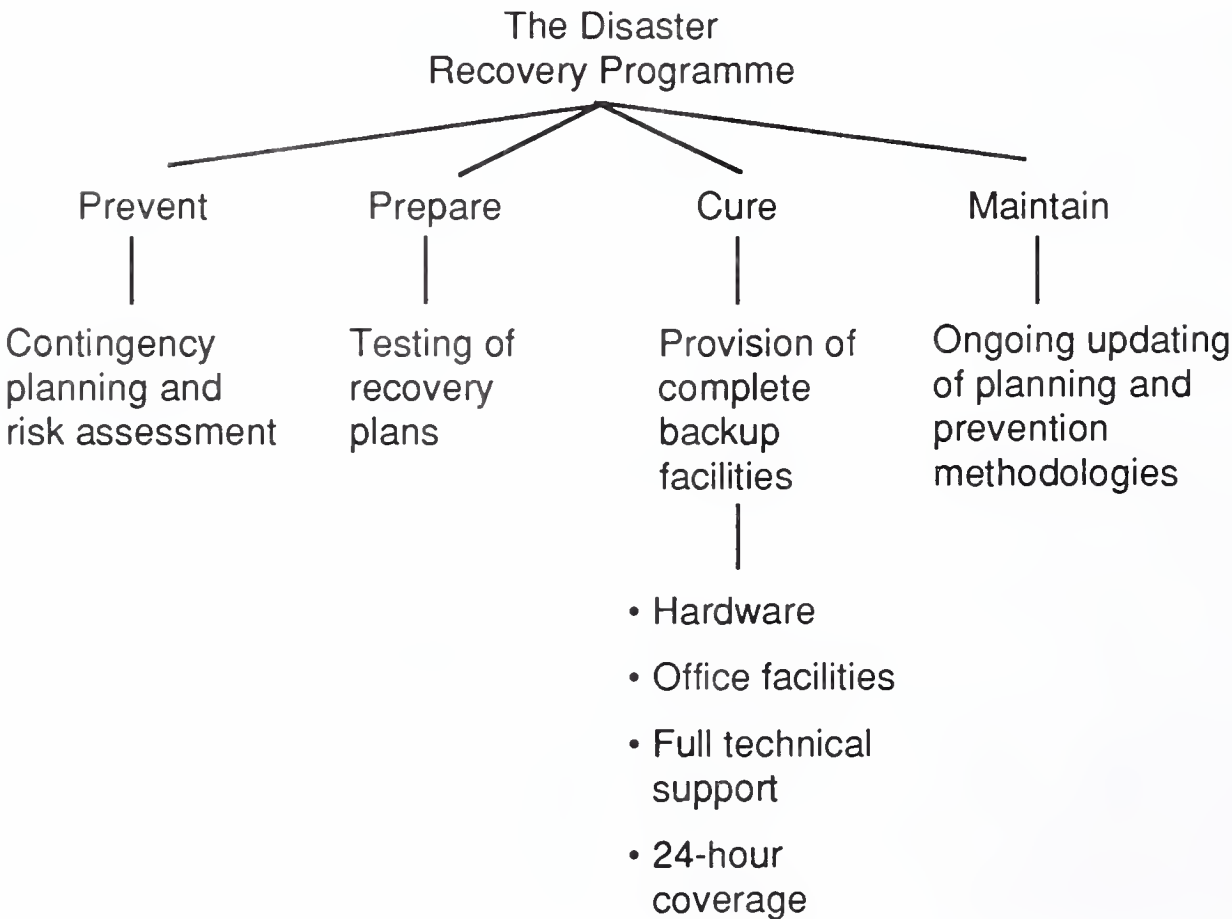 The Disaster
Recovery Programme
Prevent
Prepare
Cure
Maintain
Contingency
planning and
risk assessment
Testing of
recovery
plans
Provision of
complete
backup
facilities
Ongoing updating
of planning and
prevention
methodologies
• Hardware
• Office facilities
• Full technical
support
• 24-hour
coverage